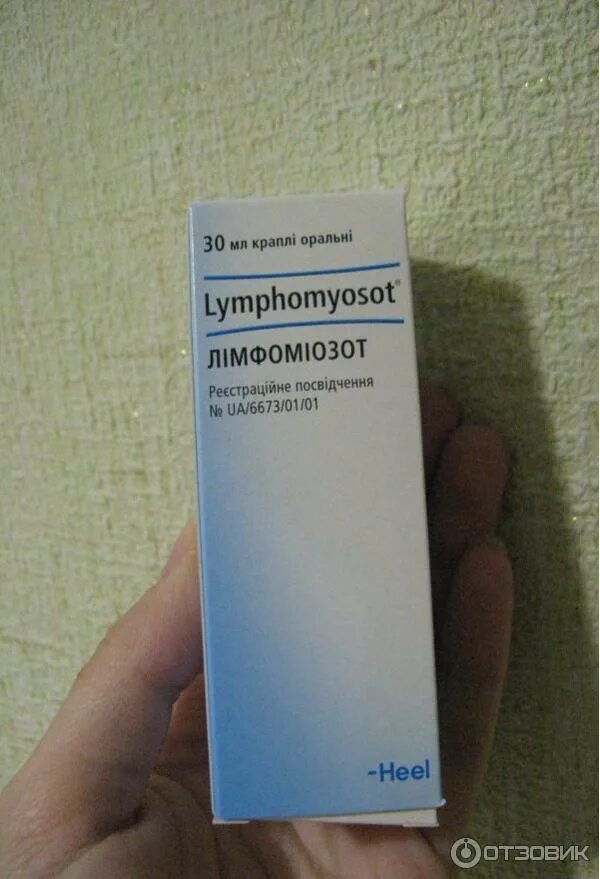 30 мл краплі оральні
Lymphomyosot®
ЛІМФОМІОЗОТ
Реєстраційне посвідчення
№ UA/6673/01/01
-Heel
ОТЗОВИК